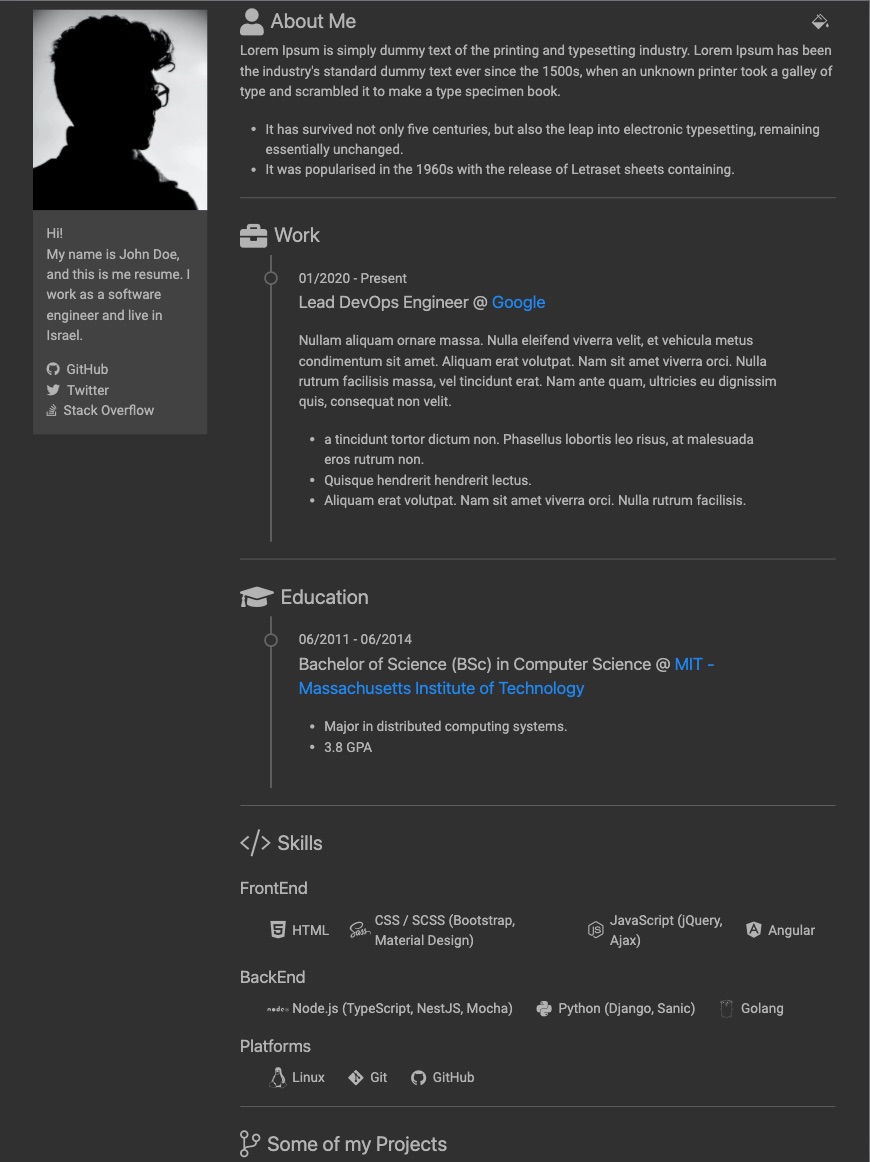 Hi!
My name is John Doe,
and this is me resume. I
work as a software
engineer and live in
Israel.
GitHub
Twitter
Stack Overflow
About Me
Lorem Ipsum is simply dummy text of the printing and typesetting industry. Lorem Ipsum has been
the industry's standard dummy text ever since the 1500s, when an unknown printer took a galley of
type and scrambled it to make a type specimen book.
• It has survived not only five centuries, but also the leap into electronic typesetting, remaining
essentially unchanged.
• It was popularised in the 1960s with the release of Letraset sheets containing.
Work
01/2020 - Present
Lead DevOps Engineer @ Google
Nullam aliquam ornare massa. Nulla eleifend viverra velit, et vehicula metus
condimentum sit amet. Aliquam erat volutpat. Nam sit amet viverra orci. Nulla
rutrum facilisis massa, vel tincidunt erat. Nam ante quam, ultricies eu dignissim
quis, consequat non velit.
• a tincidunt tortor dictum non. Phasellus lobortis leo risus, at malesuada
eros rutrum non.
• Quisque hendrerit hendrerit lectus.
• Aliquam erat volutpat. Nam sit amet viverra orci. Nulla rutrum facilisis.
Education
06/2011 - 06/2014
Bachelor of Science (BSc) in Computer Science @ MIT -
Massachusetts Institute of Technology
• Major in distributed computing systems.
• 3.8 GPA
</> Skills
FrontEnd
HTML
CSS / SCSS (Bootstrap,
Material Design)
JavaScript (jQuery,
Ajax)
Angular
BackEnd
Node.js (TypeScript, NestJS, Mocha)
Python (Django, Sanic)
Golang
Platforms
Linux
Git
GitHub
Some of my Projects